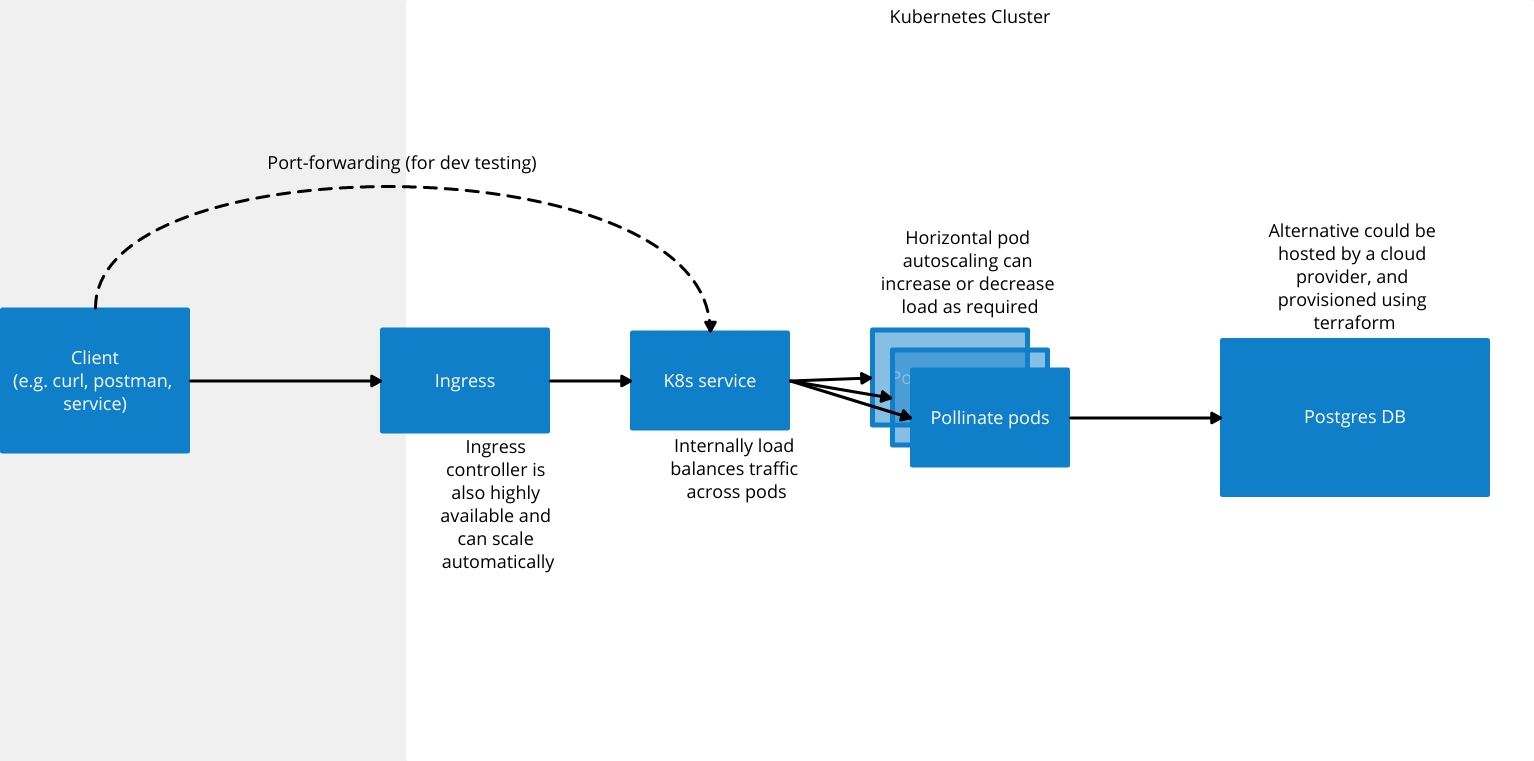 Kubernetes Cluster
Port-forwarding (for dev testing)
Client
(e.g. curl, postman,
service)
Ingress
Ingress
controller is
also highly
available and
can scale
automatically
K8s service
Internally load
balances traffic
across pods
Horizontal pod
autoscaling can
increase or decrease
load as required
Pollinate pods
Alternative could be
hosted by a cloud
provider, and
provisioned using
terraform
Postgres DB